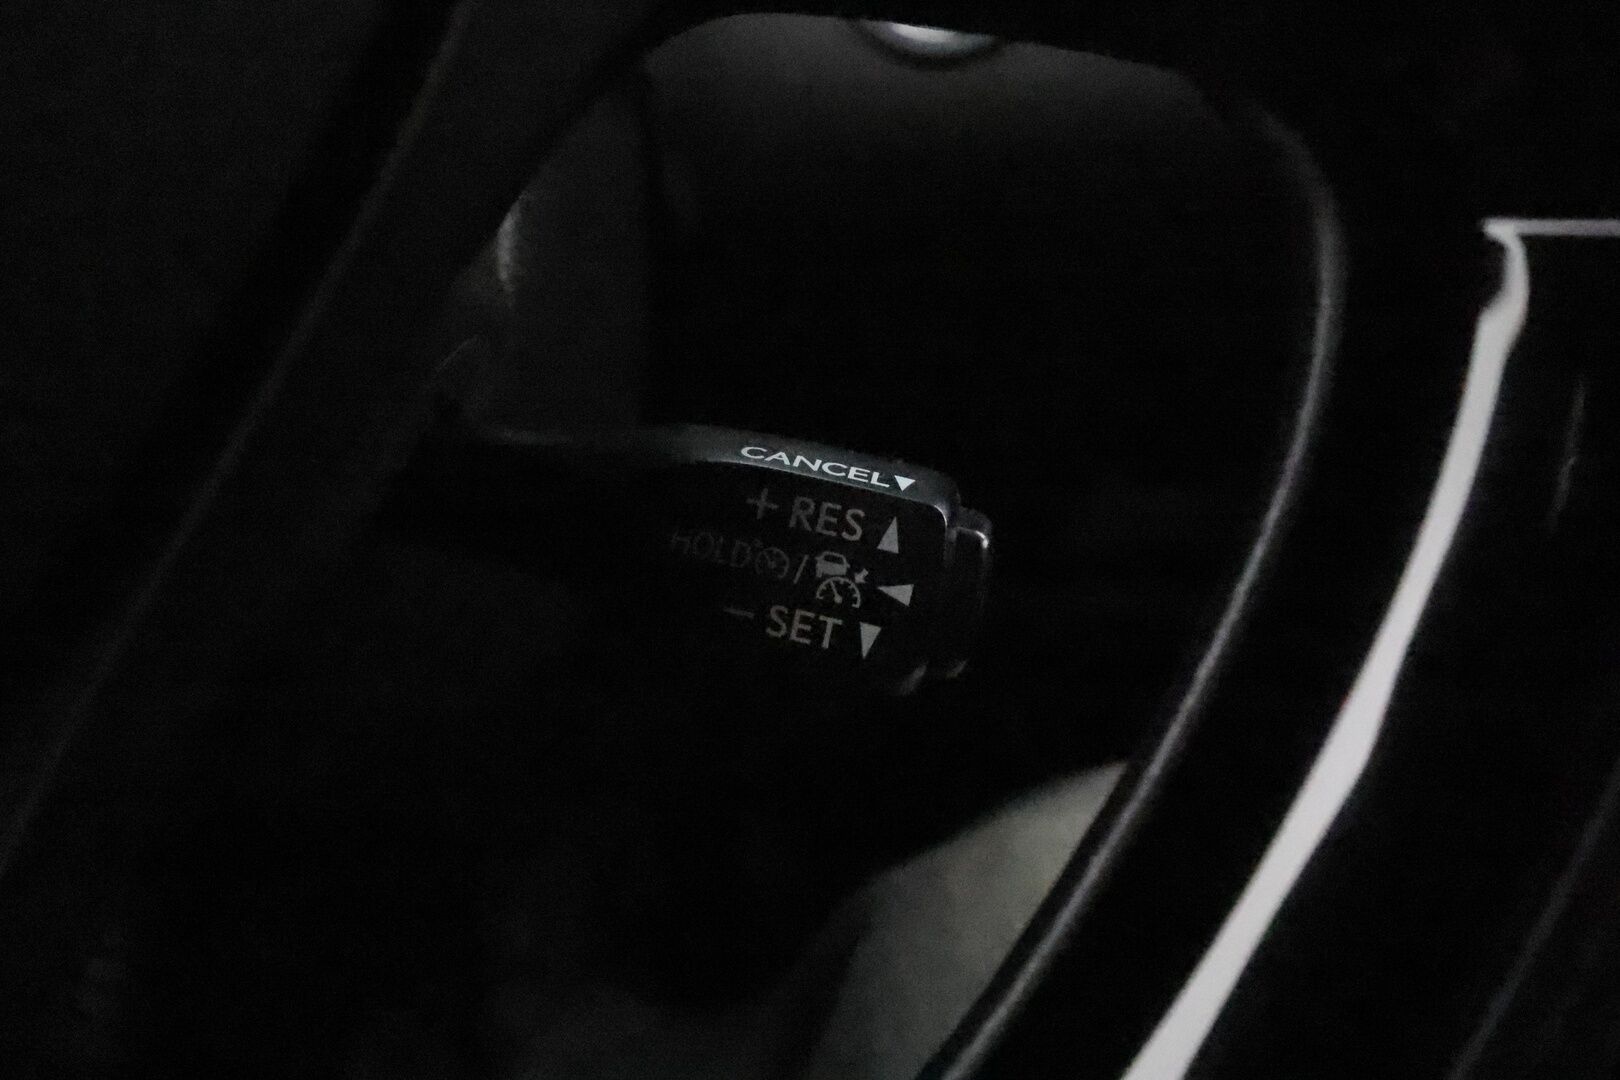 CANCEL▼
+ RES ▲
HOLD / ◀
− SET ▼